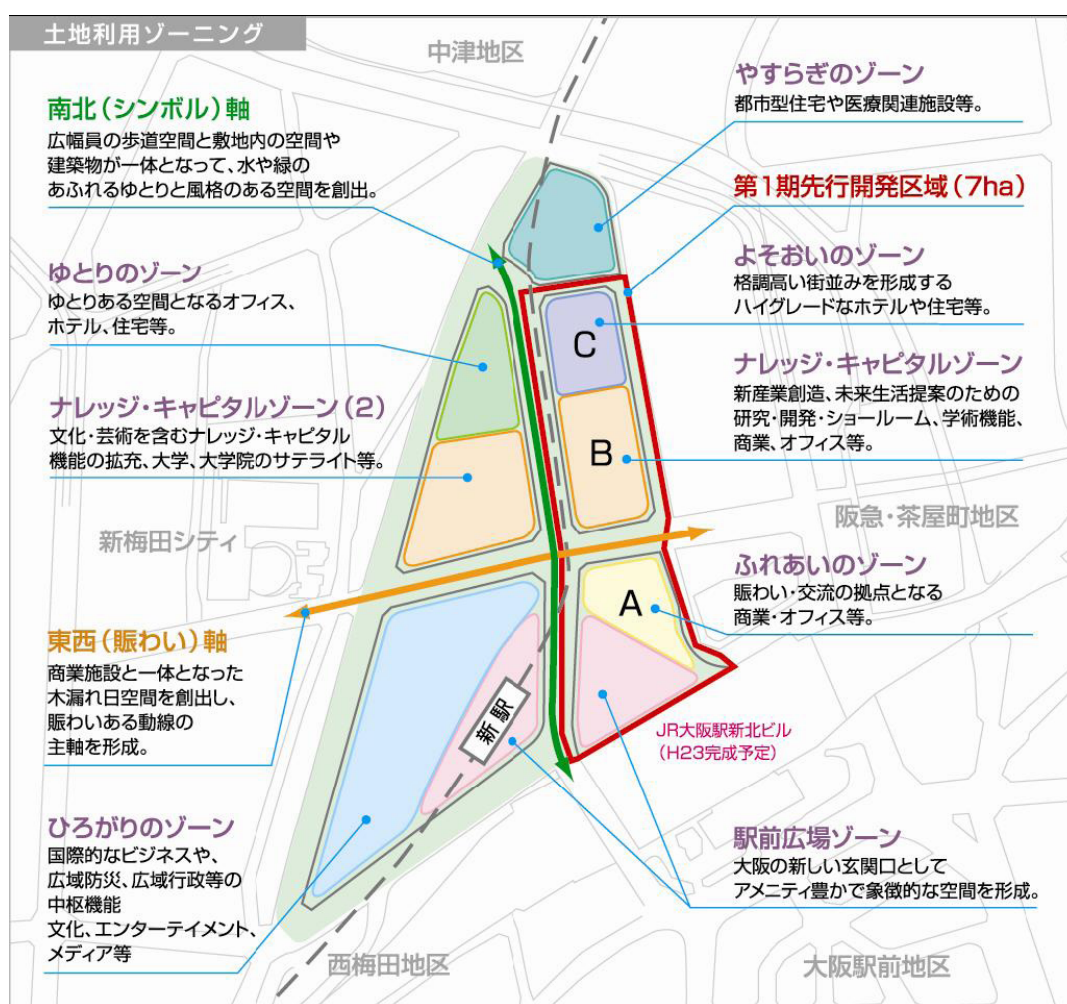 土地利用ゾーニング
中津地区
南北(シンボル)軸
広幅員の歩道空間と敷地内の空間や
建築物が一体となって、水や緑の
あふれるゆとりと風格のある空間を創出。
ゆとりのゾーン
ゆとりある空間となるオフィス、
ホテル、住宅等。
ナレッジ・キャピタルゾーン(2)
文化・芸術を含むナレッジ・キャピタル
機能の拡充、大学、大学院のサテライト等。
新梅田シティ
東西(賑わい)軸
商業施設と一体となった
木漏れ日空間を創出し、
賑わいある動線の
主軸を形成。
ひろがりのゾーン
国際的なビジネスや、
広域防災、広域行政等の
中枢機能
文化、エンターテイメント、
メディア等
C
B
A
新駅
やすらぎのゾーン
都市型住宅や医療関連施設等。
第1期先行開発区域(7ha)
よそおいのゾーン
格調高い街並みを形成する
ハイグレードなホテルや住宅等。
ナレッジ・キャピタルゾーン
新産業創造、未来生活提案のための
研究・開発・ショールーム、学術機能、
商業、オフィス等。
阪急・茶屋町地区
ふれあいのゾーン
賑わい・交流の拠点となる
商業・オフィス等。
JR大阪駅新北ビル
(H23完成予定)
駅前広場ゾーン
大阪の新しい玄関口として
アメニティ豊かで象徴的な空間を形成。
西梅田地区
大阪駅前地区